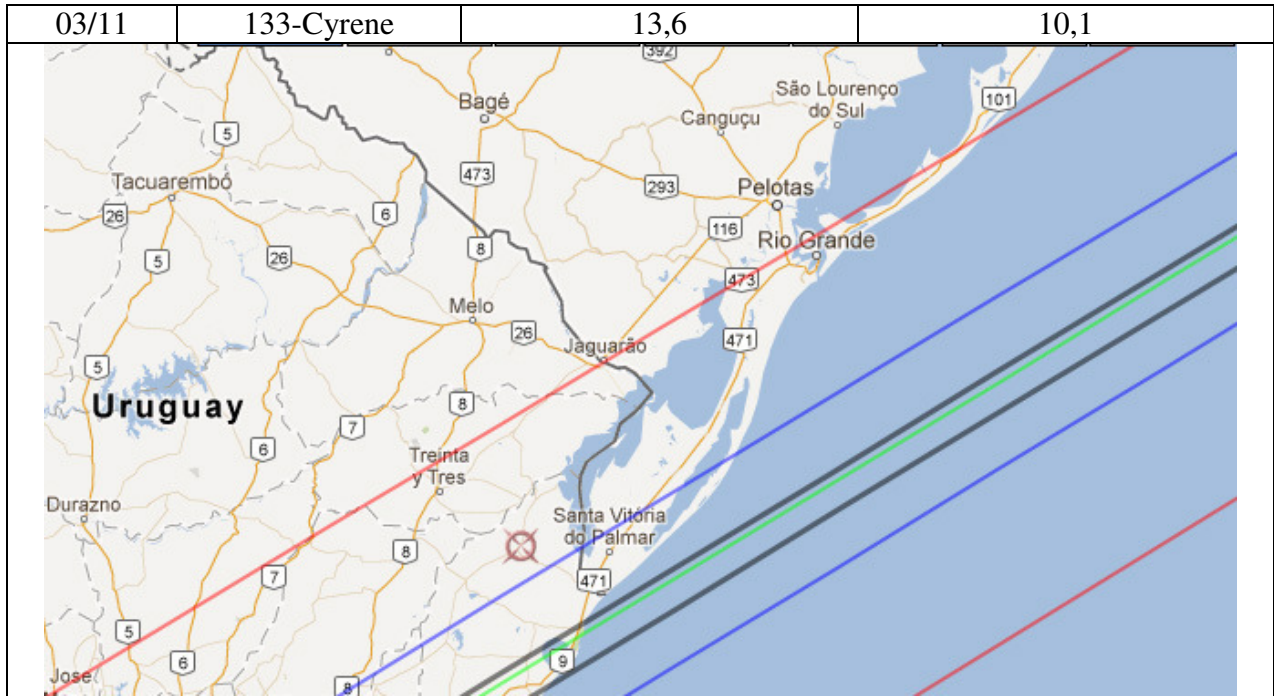 03/11 133-Cyrene 13,6 10,1
392
Bagé
São Lourenço
do Sul
101
Canguçu
5
473
Tacuarembó
293
Pelotas
26
6
116
Rio Grande
8
5
26
473
Melo
26
Jaguarão
471
5
Uruguay
8
7
6
Treinta
y Tres
Durazno
Santa Vitória
do Palmar
8
7
471
5
6
9
Jose
8